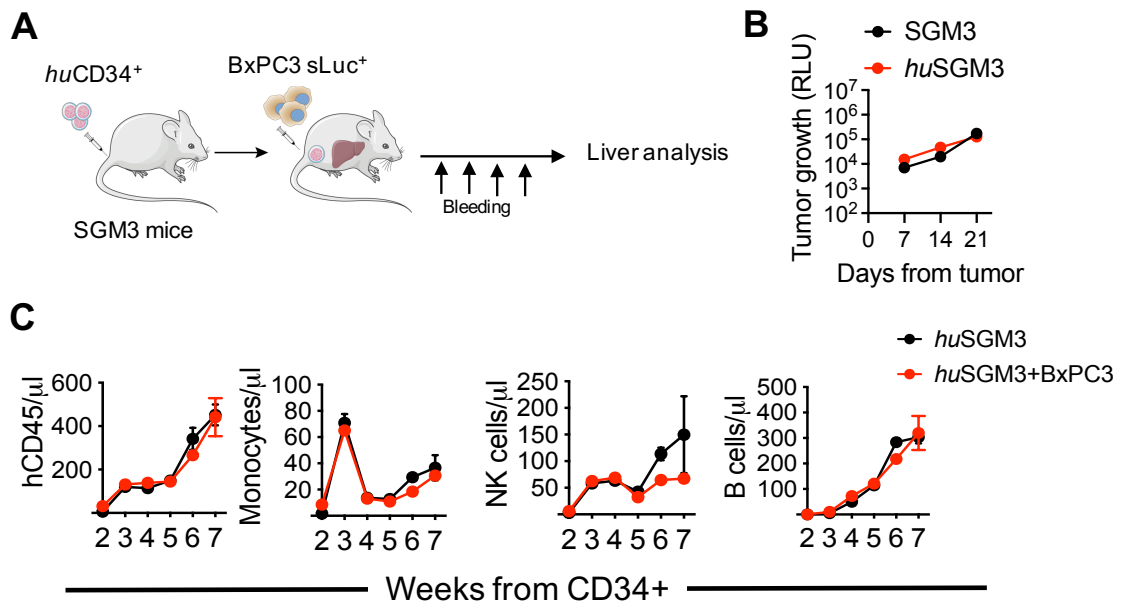 A
huCD34+
BxPC3 sLuc+
SGM3 mice
Bleeding
Liver analysis
B
SGM3
huSGM3
Tumor growth (RLU)
10^7
10^6
10^5
10^4
10^3
10^2
0 7 14 21
Days from tumor
C
huSGM3
huSGM3+BxPC3
hCD45/µl
600
400
200
2 3 4 5 6 7
Monocytes/µl
100
80
60
40
20
2 3 4 5 6 7
NK cells/µl
250
200
150
100
50
2 3 4 5 6 7
B cells/µl
500
400
300
200
100
2 3 4 5 6 7
Weeks from CD34+